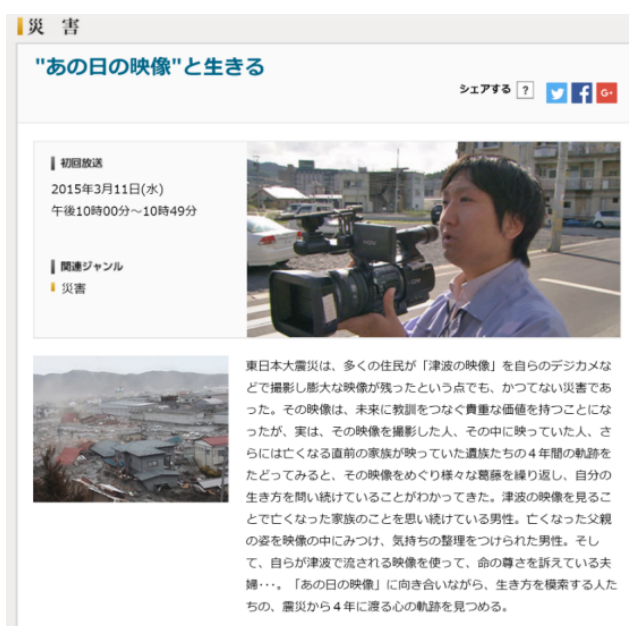 災 害
"あの日の映像"と生きる
シェアする ?
初回放送
2015年3月11日(水)
午後10時00分～10時49分
関連ジャンル
災害
東日本大震災は、多くの住民が「津波の映像」を自らのデジカメな
どで撮影し膨大な映像が残ったという点でも、かつてない災害であ
った。その映像は、未来に教訓をつなぐ貴重な価値を持つことにな
ったが、実は、その映像を撮影した人、その中に映っていた人、さ
らには亡くなる直前の家族が映っていた遺族たちの４年間の軌跡を
たどってみると、その映像をめぐり様々な葛藤を繰り返し、自分の
生き方を問い続けていることがわかってきた。津波の映像を見るこ
とで亡くなった家族のことを思い続けている男性。亡くなった父親
の姿を映像の中にみつけ、気持ちの整理をつけられた男性。そし
て、自らが津波で流される映像を使って、命の尊さを訴えている夫
婦･･･。「あの日の映像」に向き合いながら、生き方を模索する人た
ちの、震災から４年に渡る心の軌跡を見つめる。